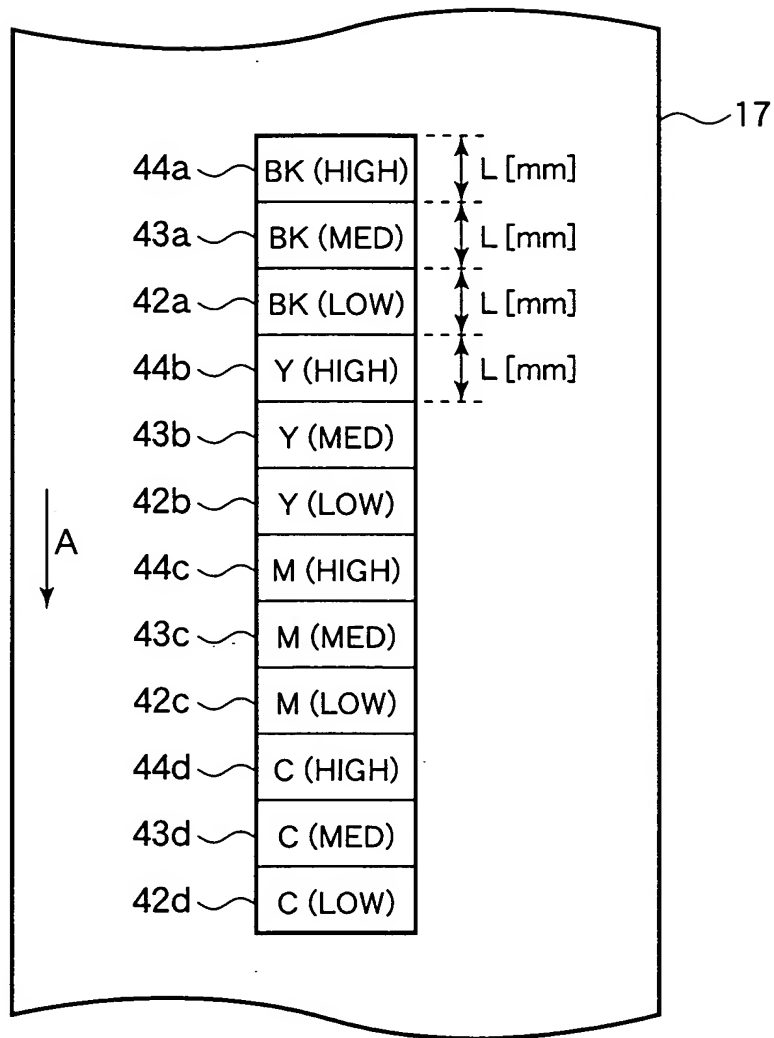 17
44a BK (HIGH) L [mm]
43a BK (MED) L [mm]
42a BK (LOW) L [mm]
44b Y (HIGH) L [mm]
43b Y (MED)
42b Y (LOW)
A
44c M (HIGH)
43c M (MED)
42c M (LOW)
44d C (HIGH)
43d C (MED)
42d C (LOW)